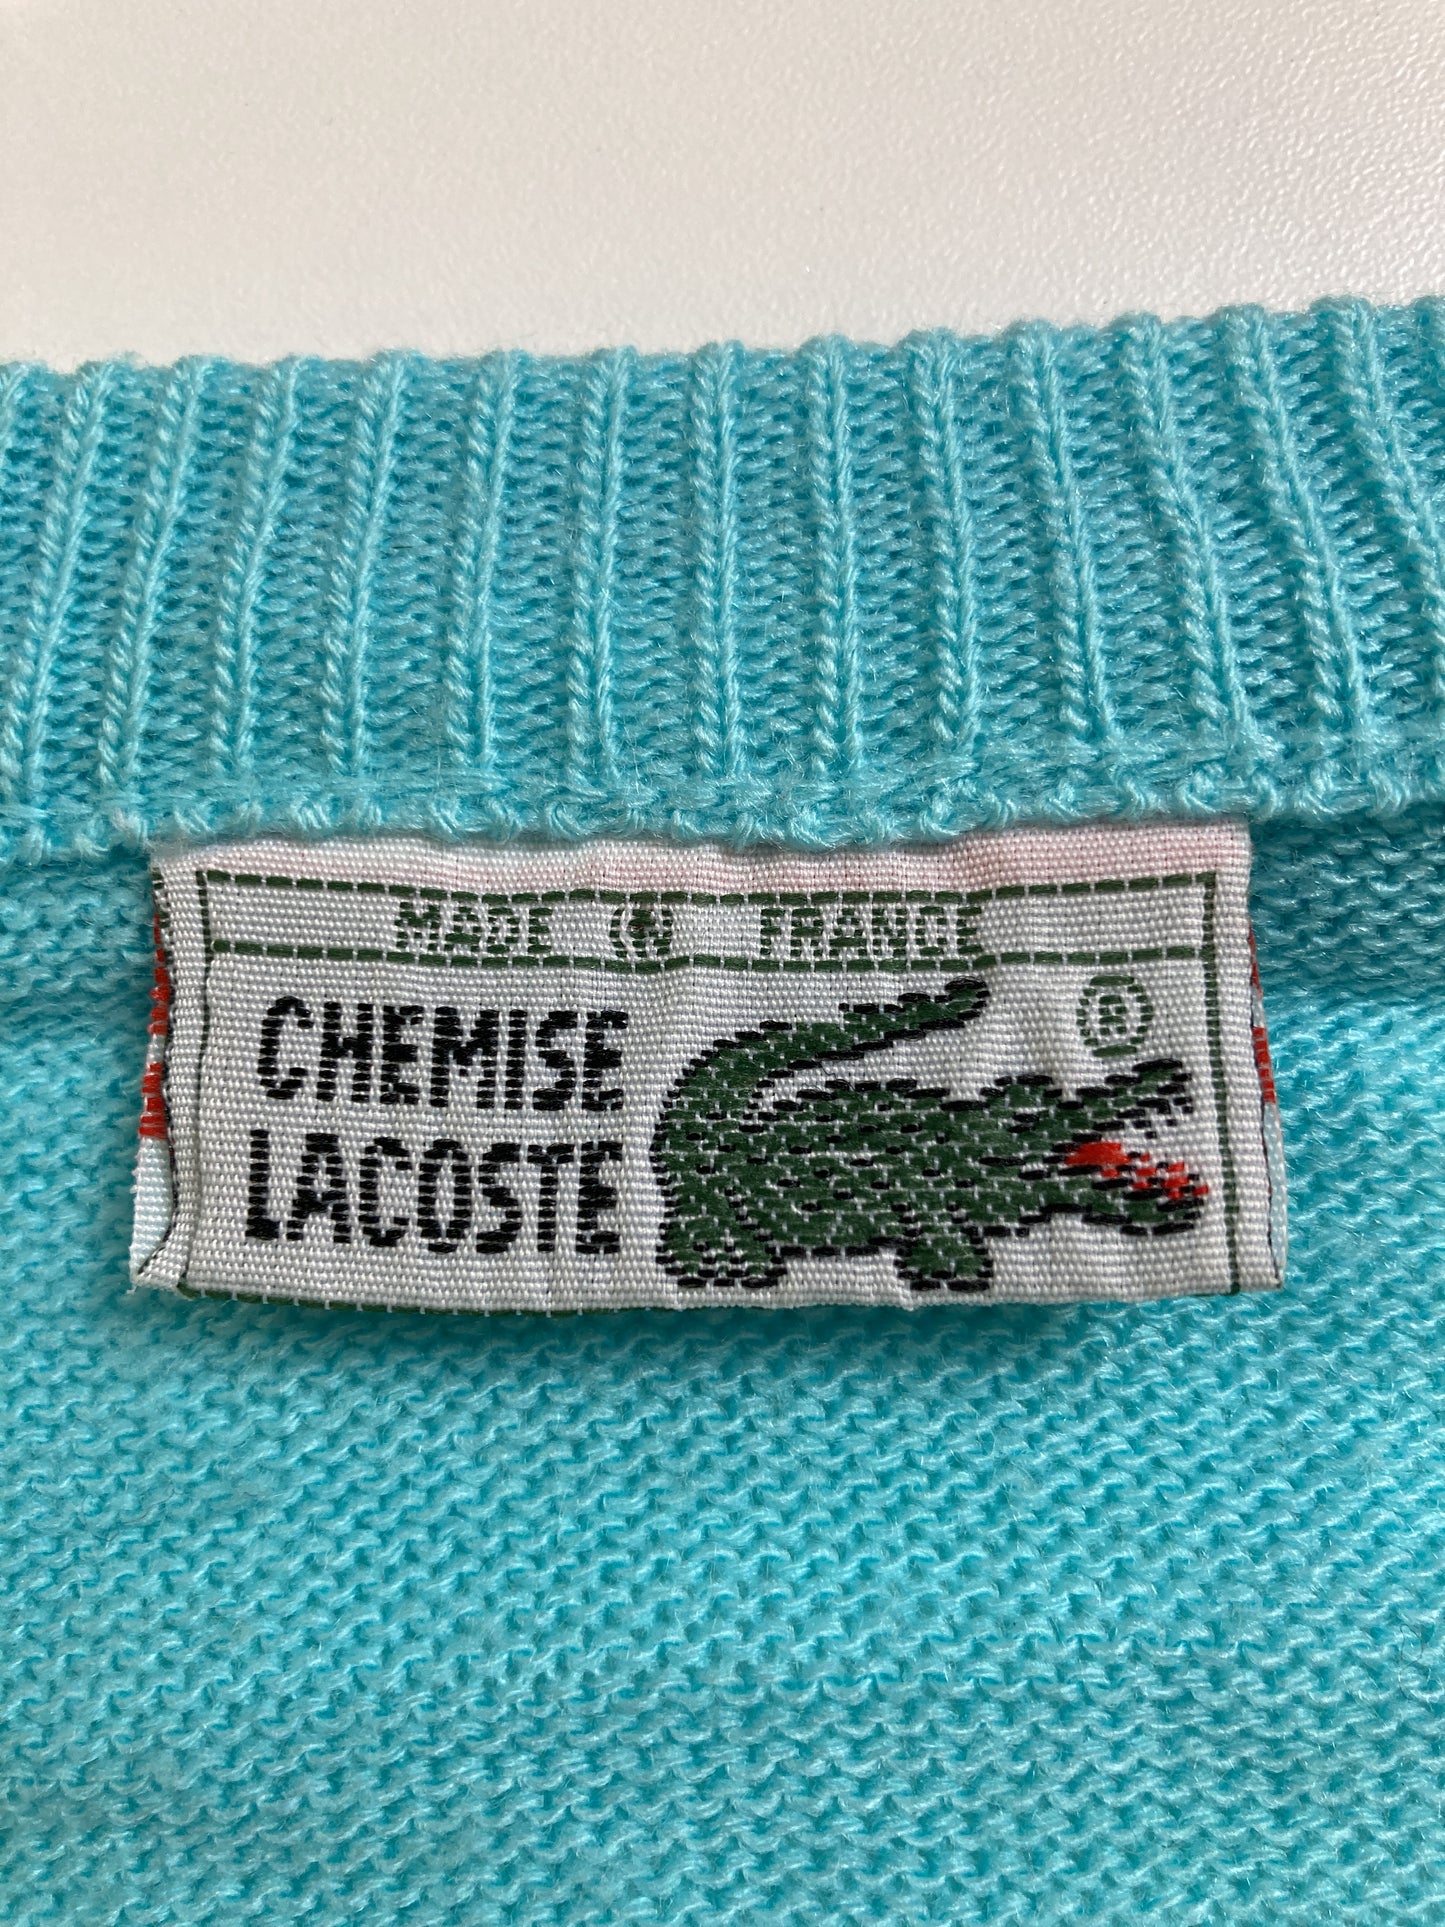 MADE IN FRANCE
CHEMISE
LACOSTE
®